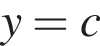 y = c